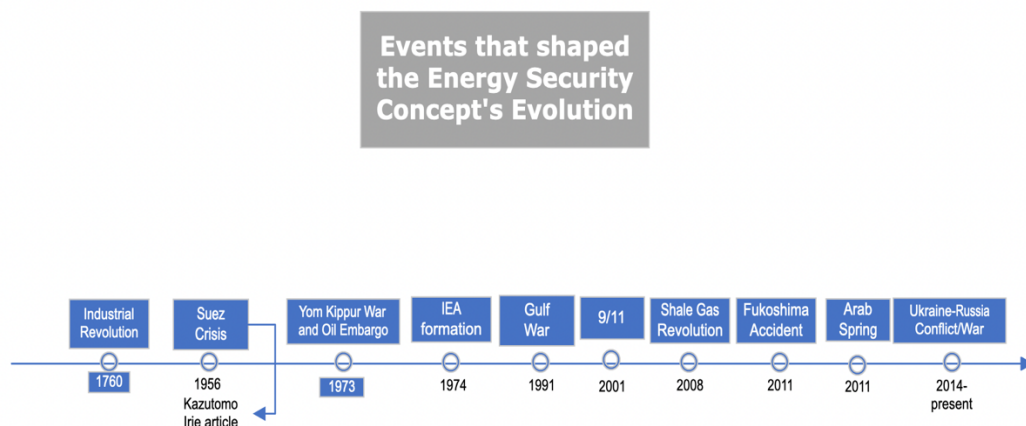 Events that shaped
the Energy Security
Concept's Evolution
Industrial
Revolution
Suez
Crisis
Yom Kippur War
and Oil Embargo
IEA
formation
Gulf
War
9/11
Shale Gas
Revolution
Fukoshima
Accident
Arab
Spring
Ukraine-Russia
Conflict/War
1760
1956
Kazutomo
Irie article
1973
1974
1991
2001
2008
2011
2011
2014-
present